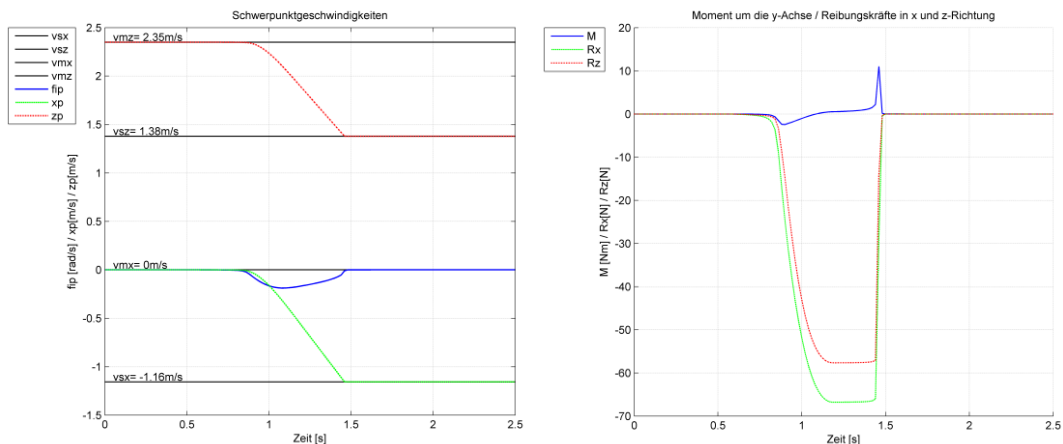 Schwerpunktgeschwindigkeiten
vsx
vsz
vmx
vmz
fip
xp
zp
vmz= 2.35m/s
vsz= 1.38m/s
vmx= 0m/s
vsx= -1.16m/s
2.5
2
1.5
1
0.5
0
-0.5
-1
-1.5
fip [rad/s] / xp[m/s] / zp[m/s]
0
0.5
1
1.5
2
2.5
Zeit [s]
Moment um die y-Achse / Reibungskräfte in x und z-Richtung
M
Rx
Rz
20
10
0
-10
-20
-30
-40
-50
-60
-70
M [Nm] / Rx[N] / Rz[N]
0
0.5
1
1.5
2
2.5
Zeit [s]